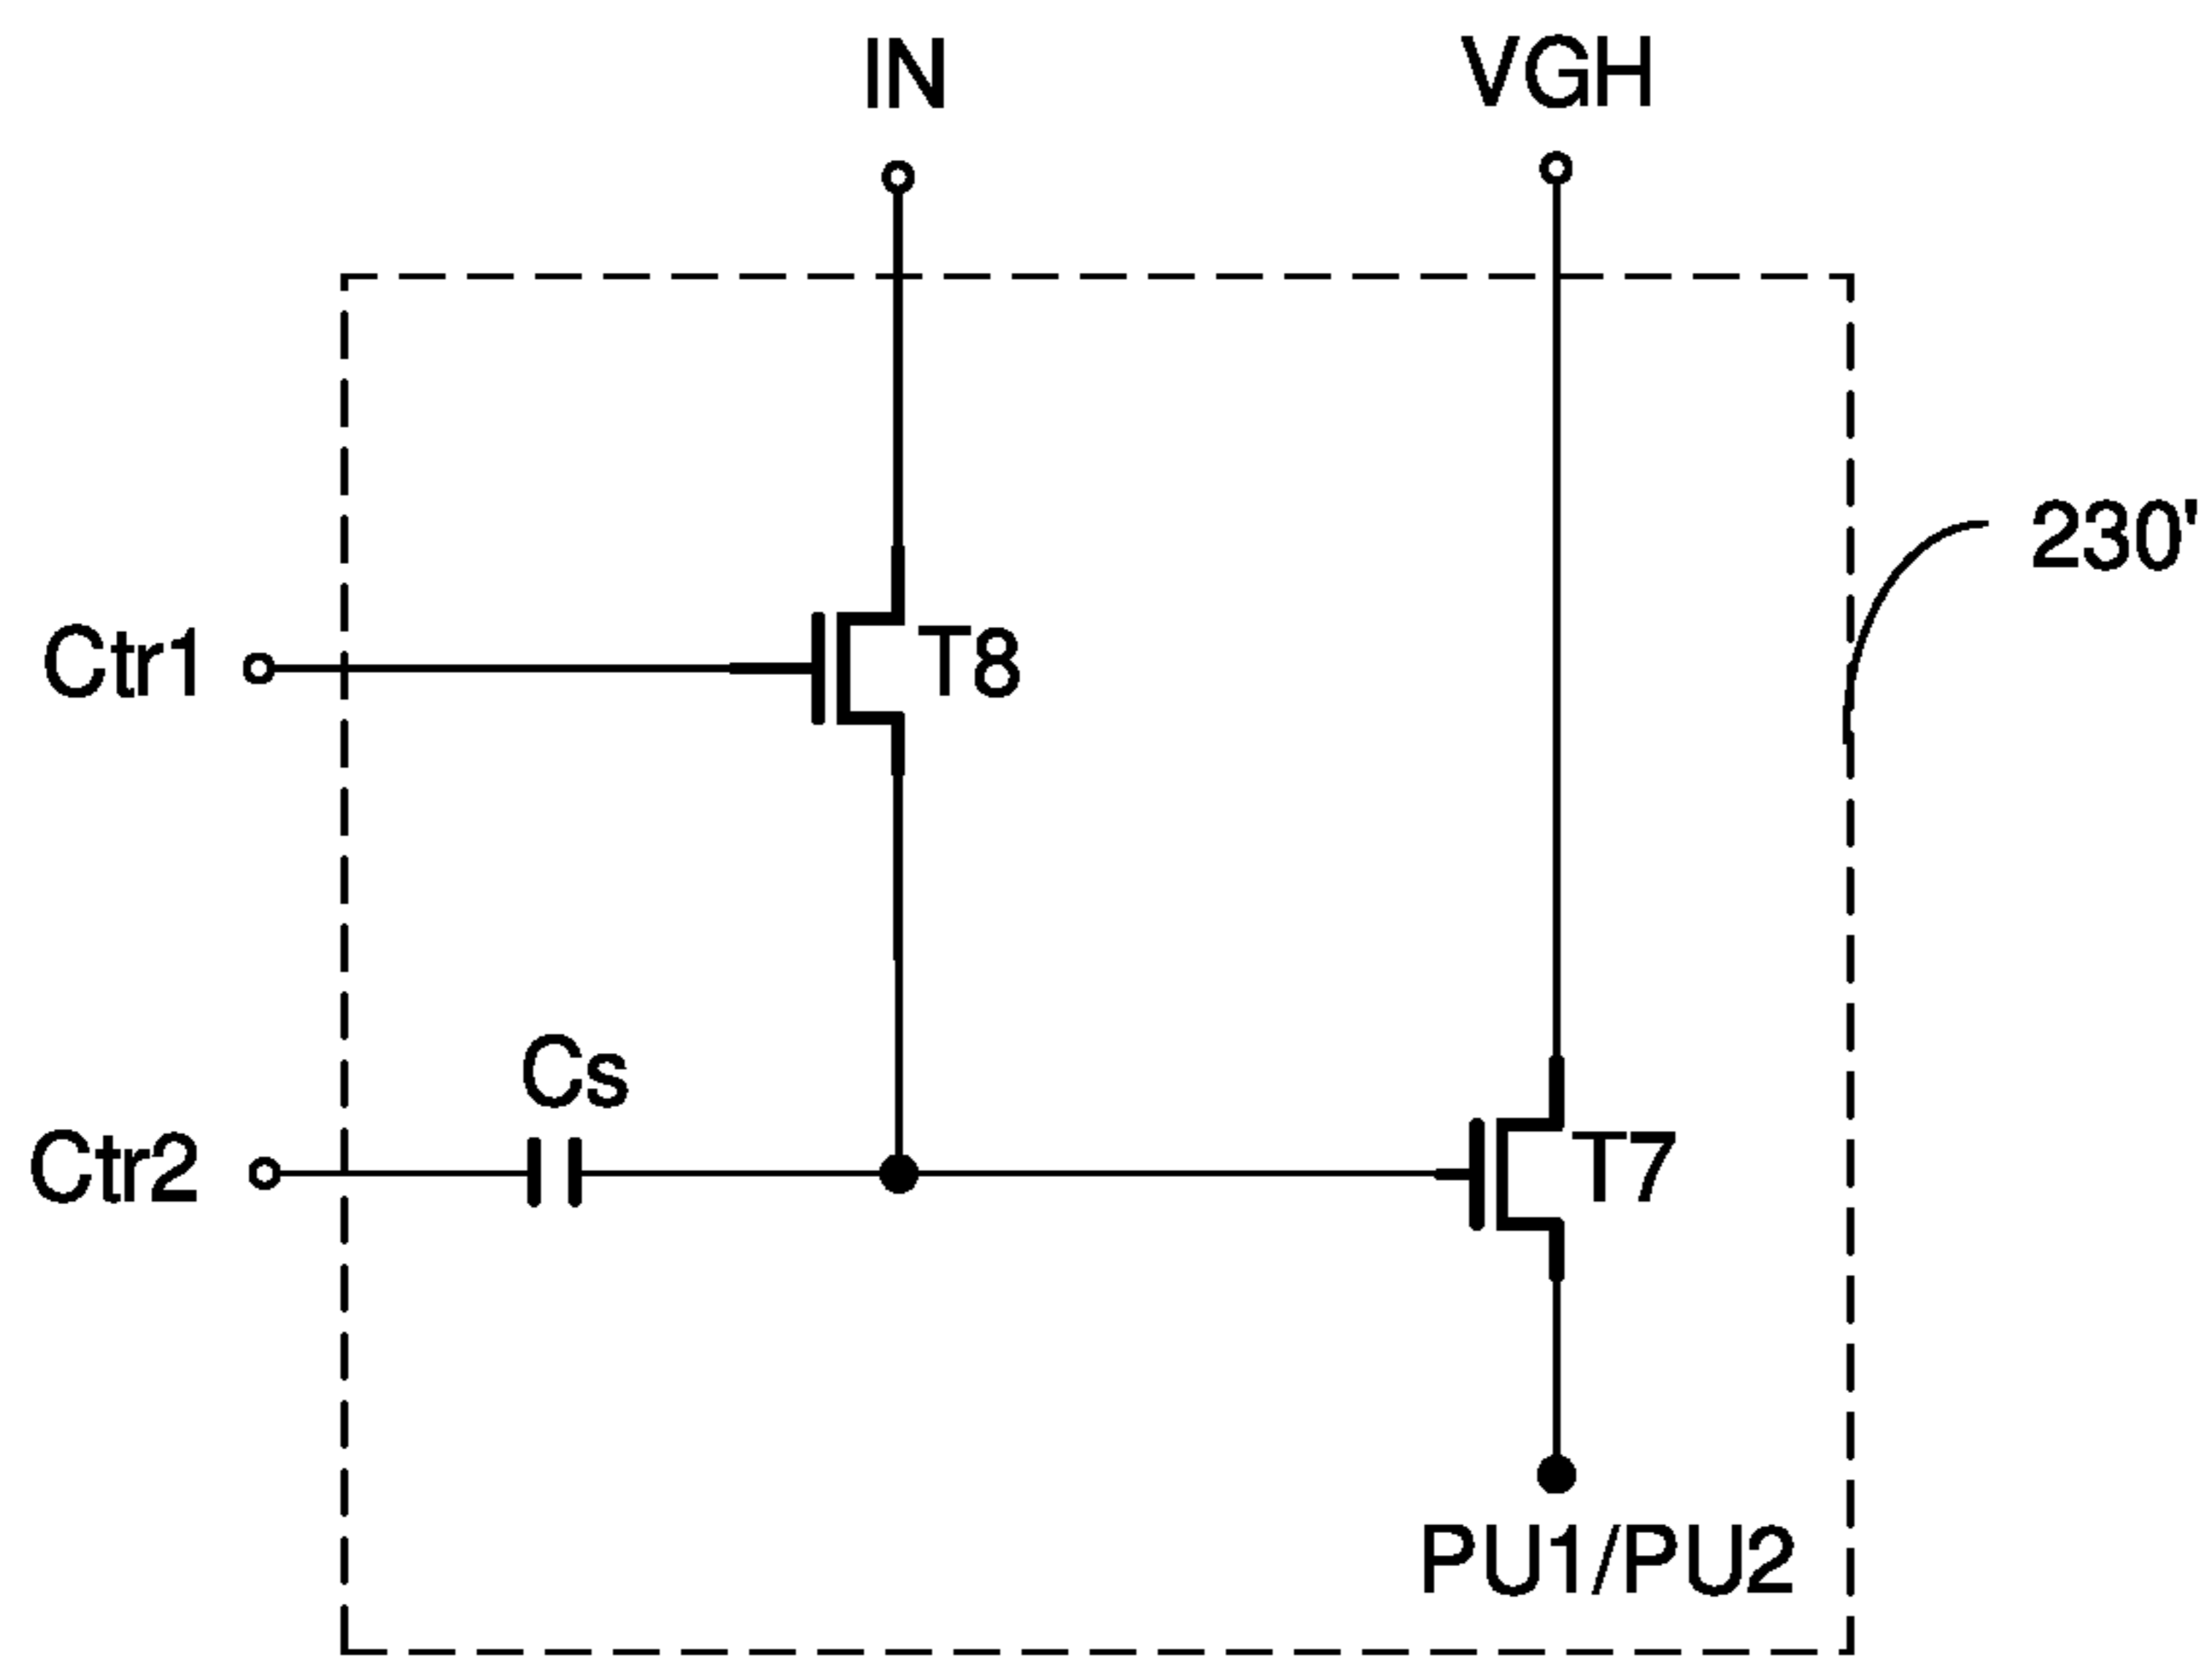 IN
VGH
230'
Ctr1
T8
Cs
Ctr2
T7
PU1/PU2